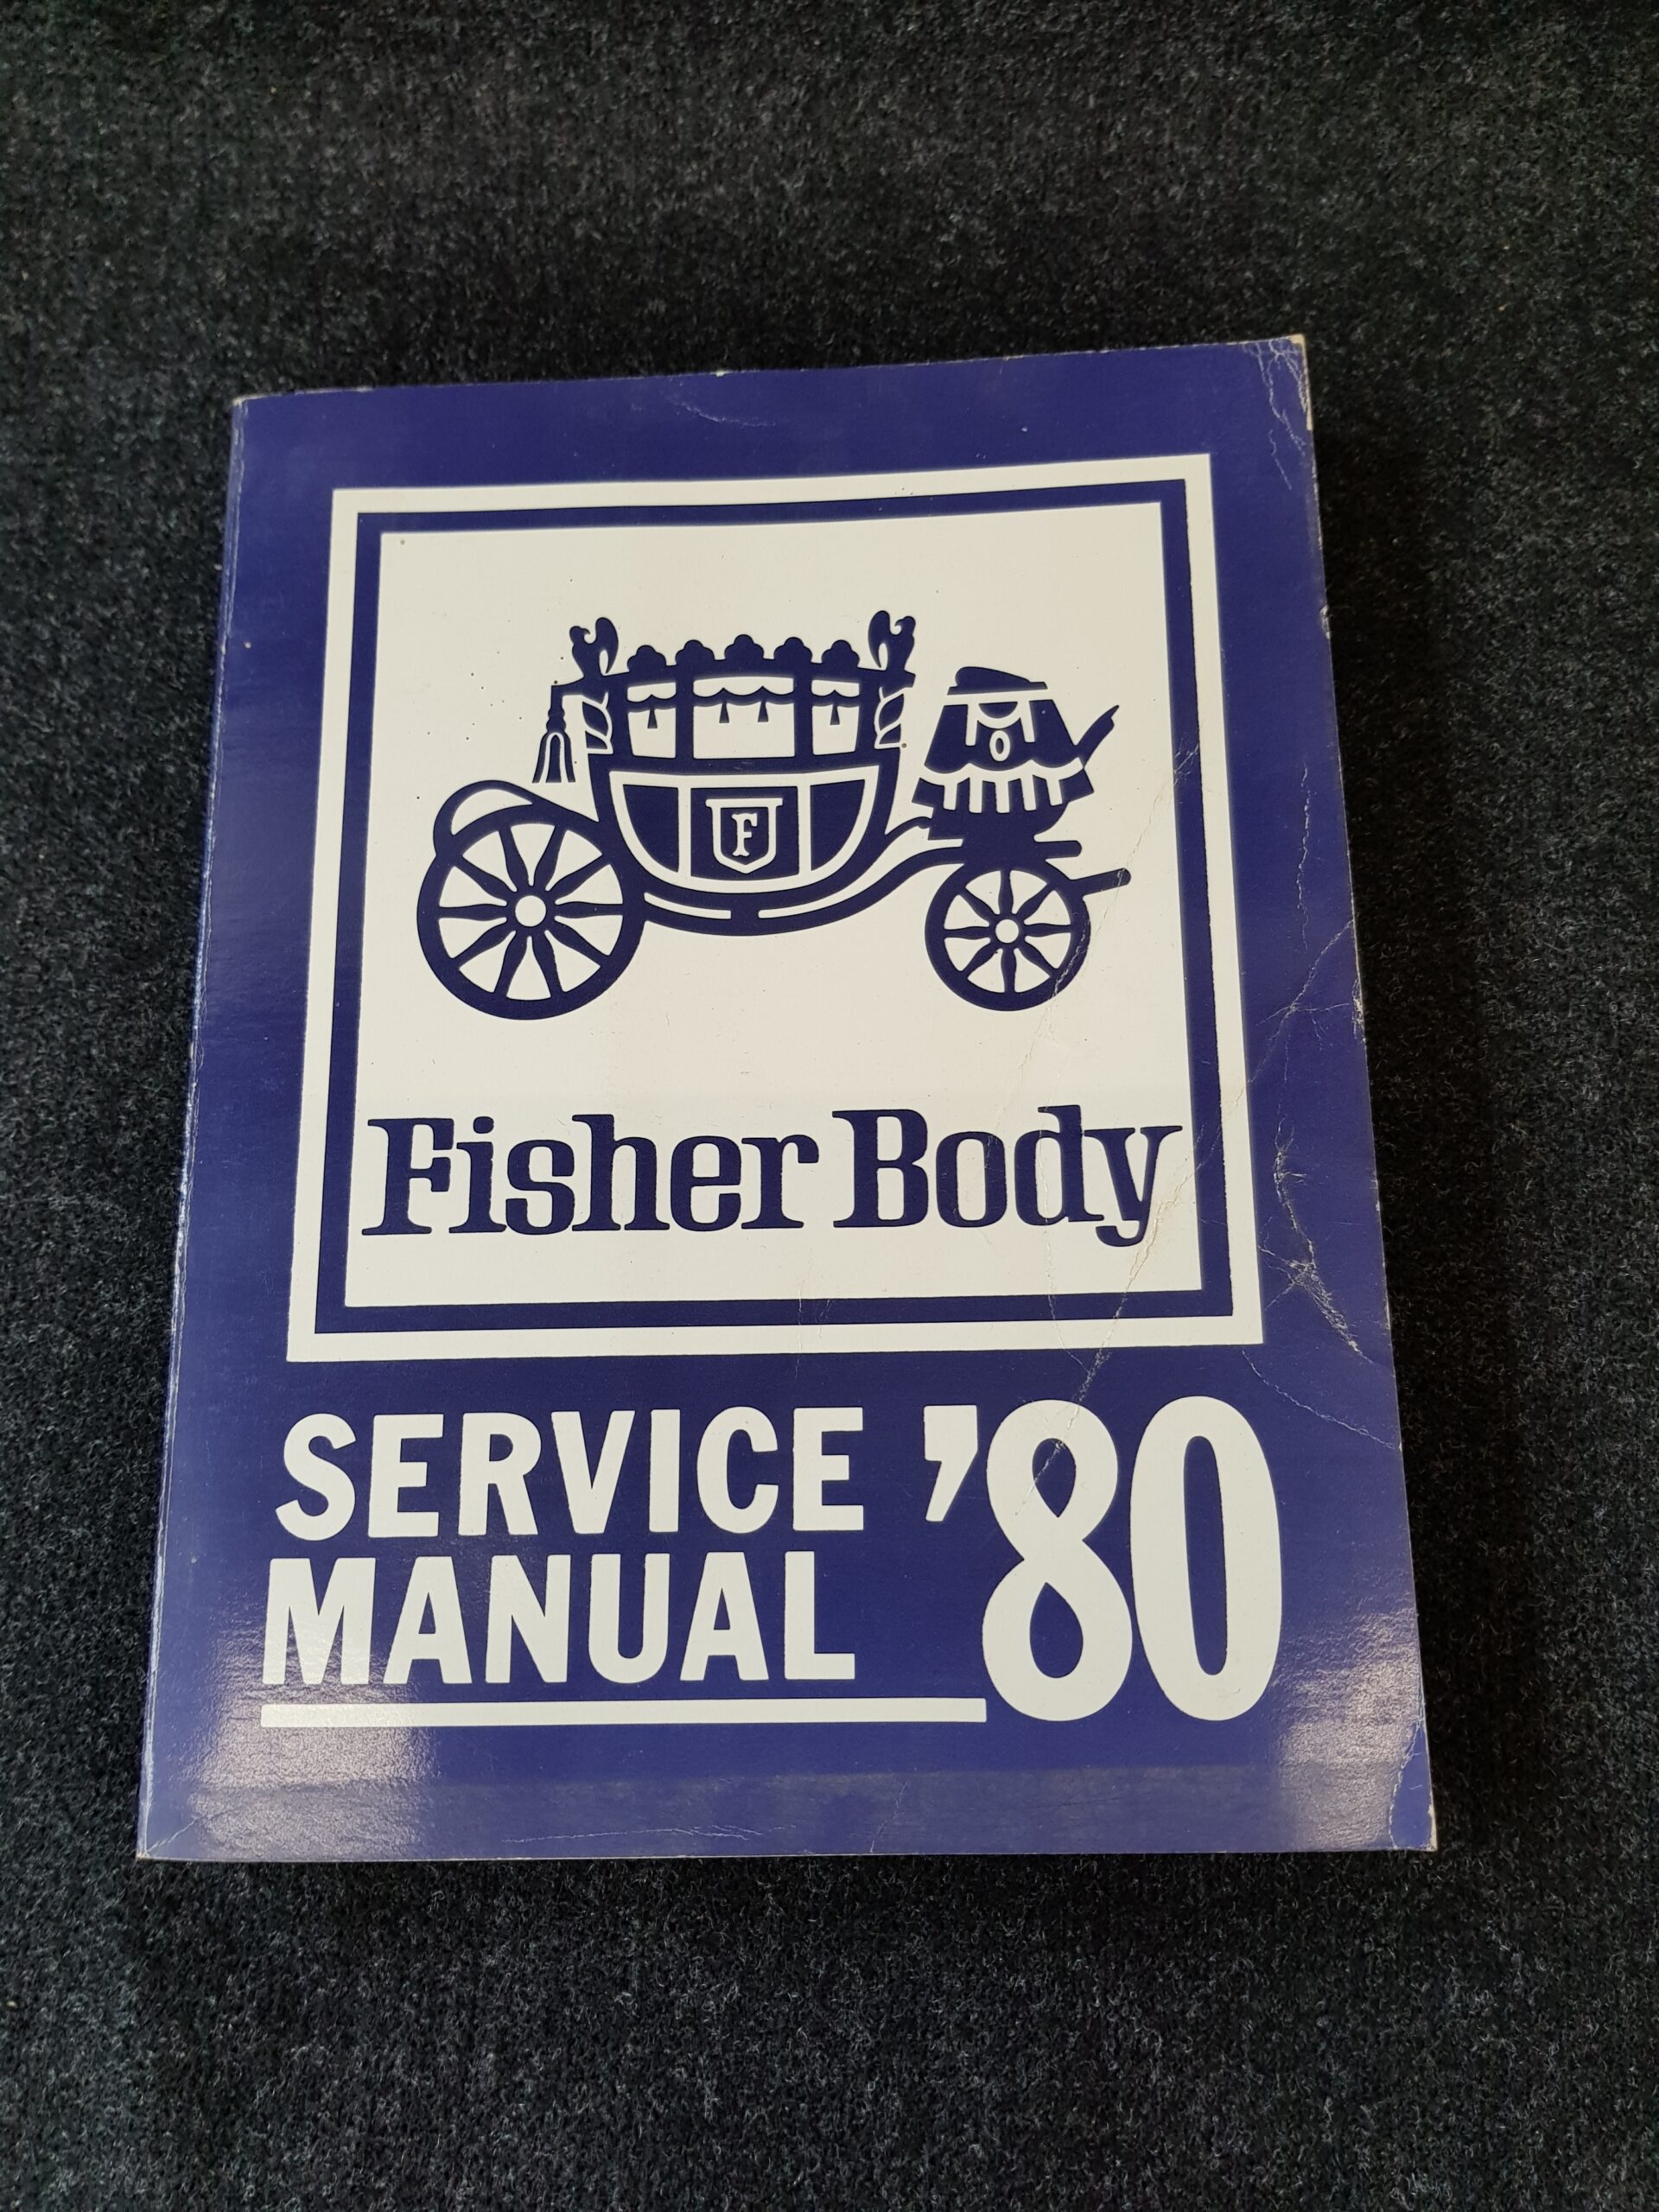 F
Fisher Body
SERVICE
MANUAL
’80